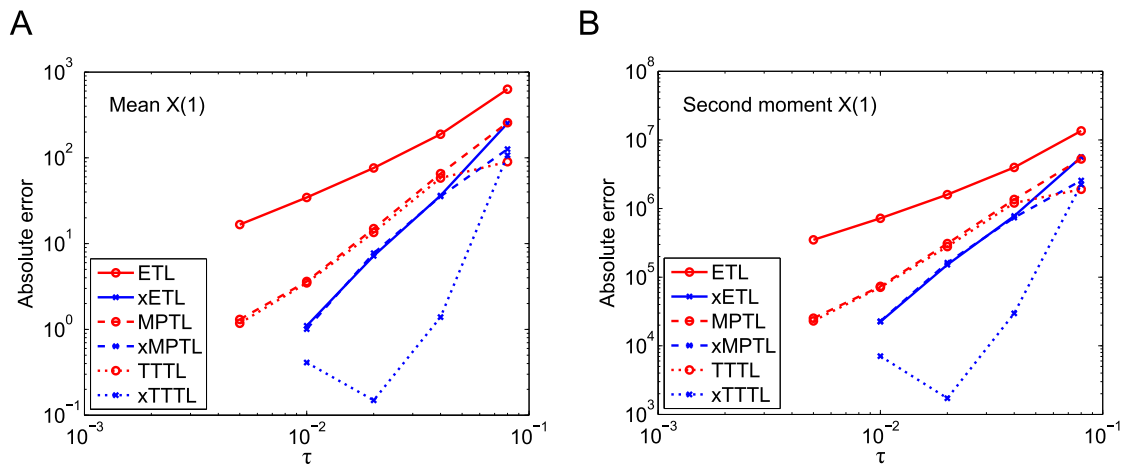 A
B
Mean X(1)
Absolute error
10^3
10^2
10^1
10^0
10^-1
10^-3
10^-2
10^-1
τ
ETL
xETL
MPTL
xMPTL
TTTL
xTTTL
Second moment X(1)
Absolute error
10^8
10^7
10^6
10^5
10^4
10^3
10^-3
10^-2
10^-1
τ
ETL
xETL
MPTL
xMPTL
TTTL
xTTTL